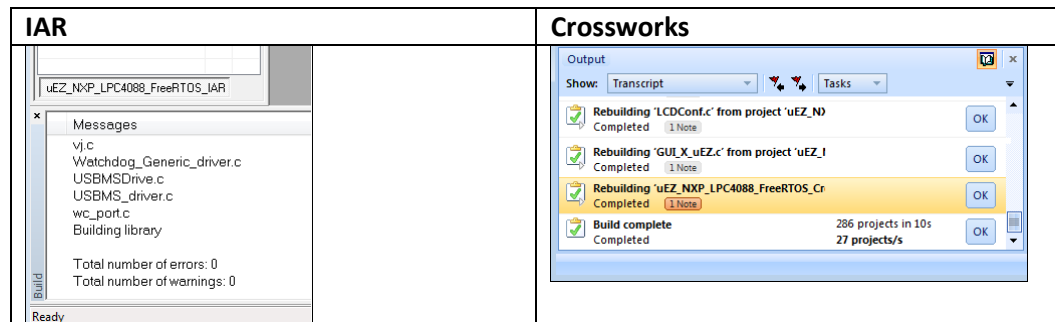 IAR
uEZ_NXP_LPC4088_FreeRTOS_IAR
×
Messages
vj.c
Watchdog_Generic_driver.c
USBMSDrive.c
USBMS_driver.c
wc_port.c
Building library
Total number of errors: 0
Total number of warnings: 0
Build
Ready
Crossworks
Output
×
Show: Transcript Tasks
Rebuilding 'LCDConf.c' from project 'uEZ_NX
Completed 1 Note
OK
Rebuilding 'GUI_X_uEZ.c' from project 'uEZ_
Completed 1 Note
OK
Rebuilding 'uEZ_NXP_LPC4088_FreeRTOS_Cr
Completed 1 Note
OK
Build complete 286 projects in 10s
Completed 27 projects/s
OK